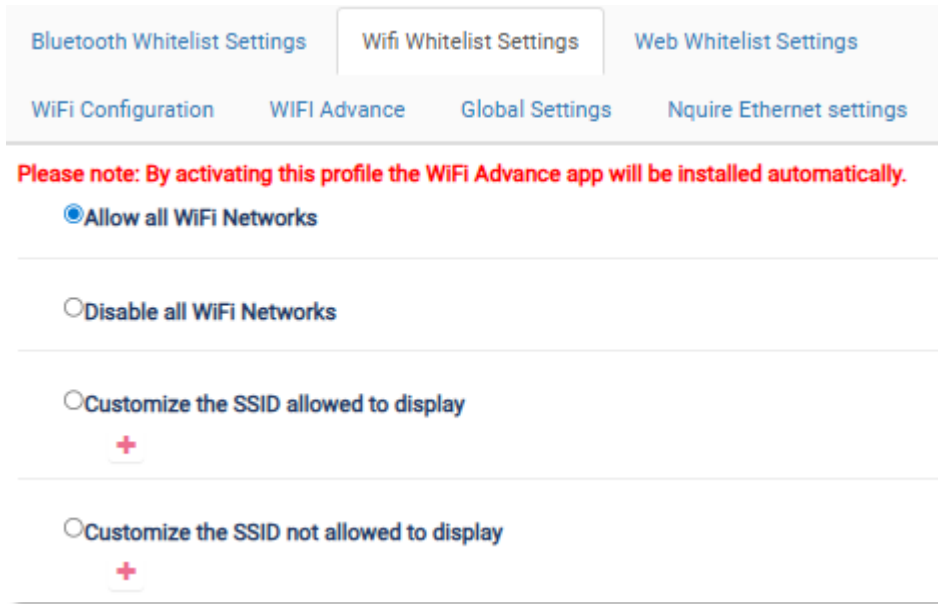 Bluetooth Whitelist Settings Wifi Whitelist Settings Web Whitelist Settings
WiFi Configuration WIFI Advance Global Settings Nquire Ethernet settings
Please note: By activating this profile the WiFi Advance app will be installed automatically.
Allow all WiFi Networks
Disable all WiFi Networks
Customize the SSID allowed to display
Customize the SSID not allowed to display